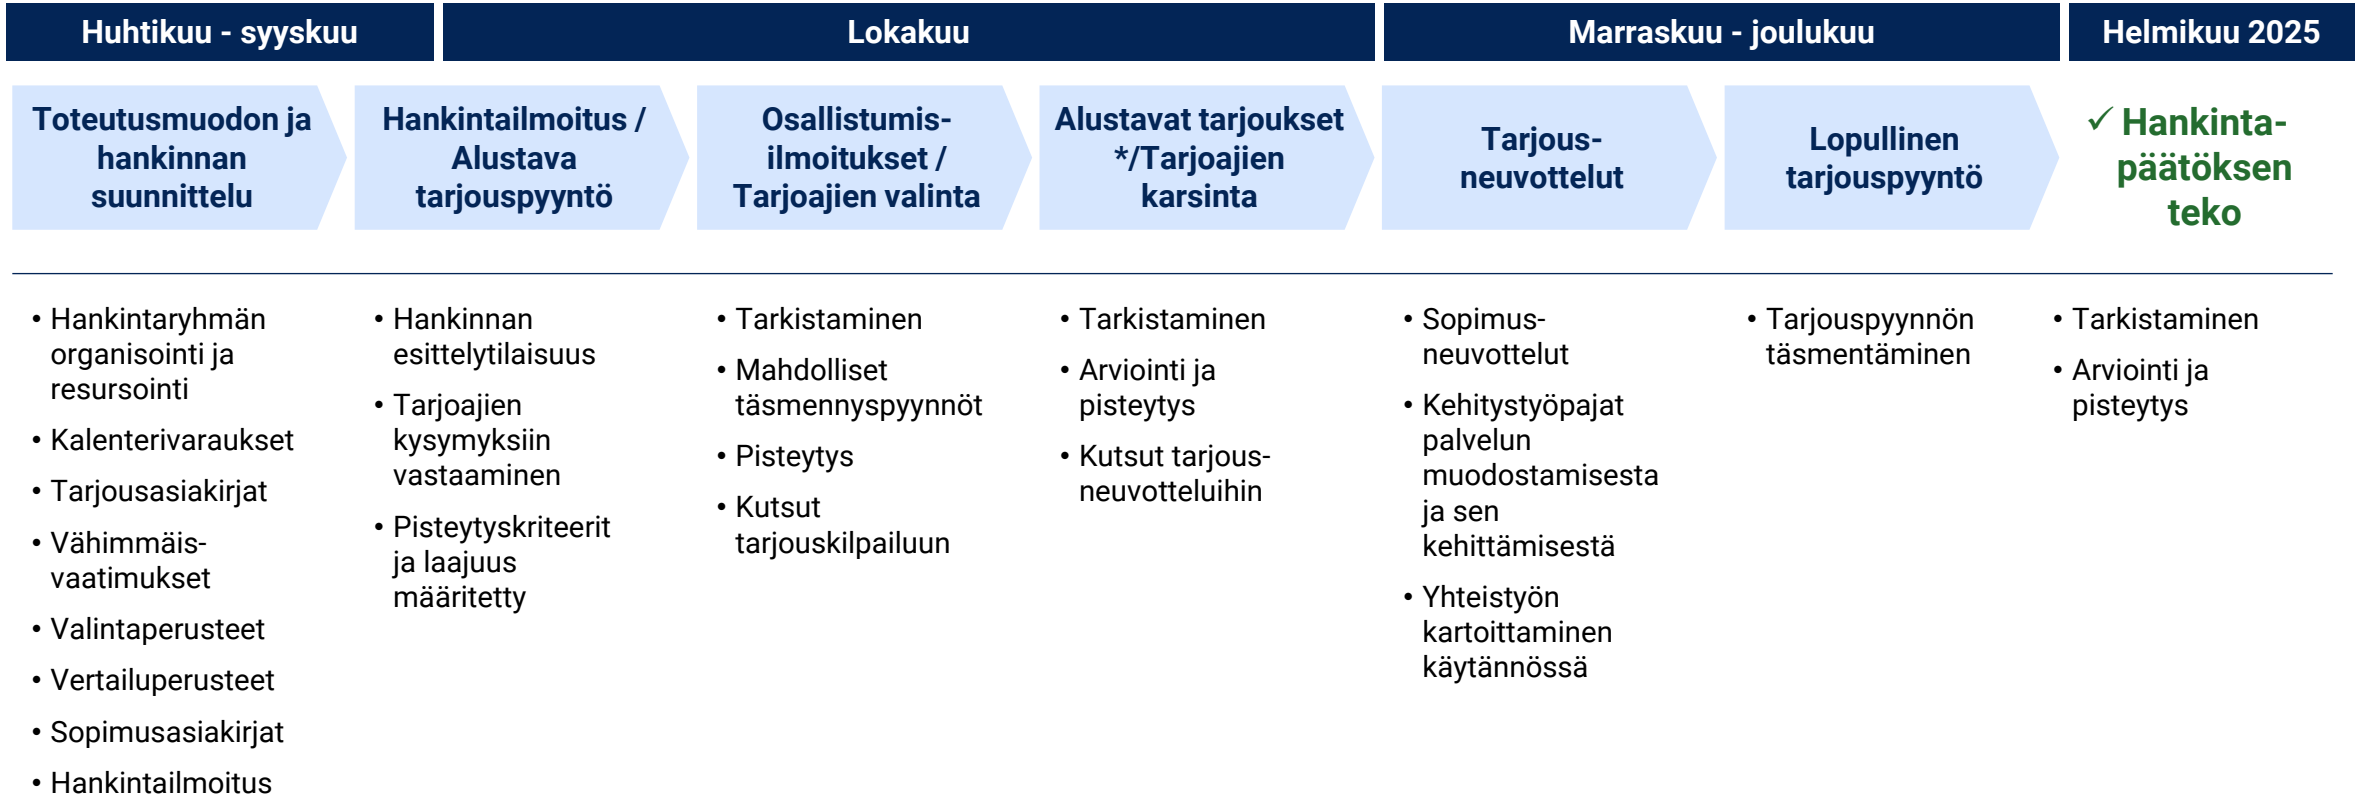 Huhtikuu - syyskuu
Lokakuu
Marraskuu - joulukuu
Helmikuu 2025
Toteutusmuodon ja
hankinnan
suunnittelu
Hankintailmoitus /
Alustava
tarjouspyyntö
Osallistumis-
ilmoitukset /
Tarjoajien valinta
Alustavat tarjoukset
*/Tarjoajien
karsinta
Tarjous-
neuvottelut
Lopullinen
tarjouspyyntö
✓ Hankinta-
päätöksen
teko
• Hankintaryhmän
organisointi ja
resursointi
• Kalenterivaraukset
• Tarjousasiakirjat
• Vähimmäis-
vaatimukset
• Valintaperusteet
• Vertailuperusteet
• Sopimusasiakirjat
• Hankintailmoitus
• Hankinnan
esittelytilaisuus
• Tarjoajien
kysymyksiin
vastaaminen
• Pisteytyskriteerit
ja laajuus
määritetty
• Tarkistaminen
• Mahdolliset
täsmennyspyynnöt
• Pisteytys
• Kutsut
tarjouskilpailuun
• Tarkistaminen
• Arviointi ja
pisteytys
• Kutsut tarjous-
neuvotteluihin
• Sopimus-
neuvottelut
• Kehitystyöpajat
palvelun
muodostamisesta
ja sen
kehittämisestä
• Yhteistyön
kartoittaminen
käytännössä
• Tarjouspyynnön
täsmentäminen
• Tarkistaminen
• Arviointi ja
pisteytys